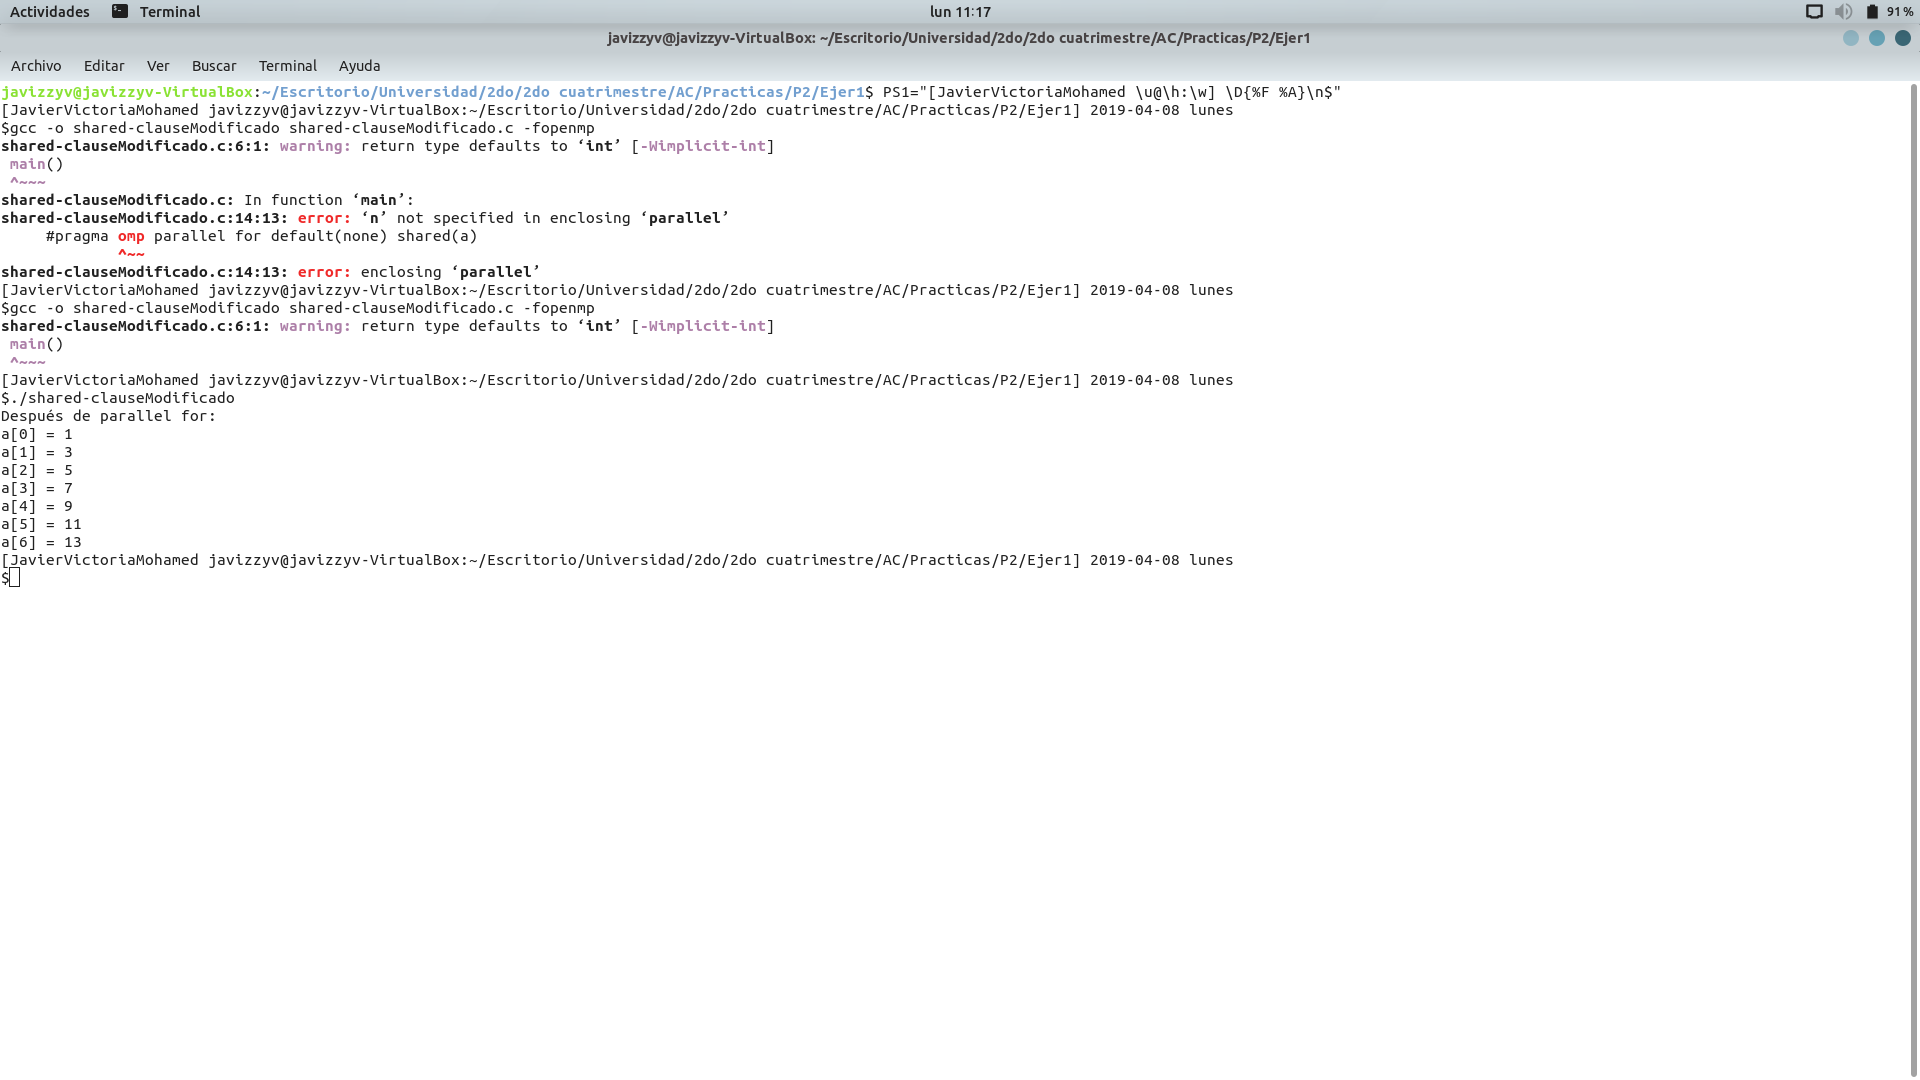 Actividades Terminal lun 11:17 91%
javizzyv@javizzyv-VirtualBox: ~/Escritorio/Universidad/2do/2do cuatrimestre/AC/Practicas/P2/Ejer1
Archivo Editar Ver Buscar Terminal Ayuda
javizzyv@javizzyv-VirtualBox:~/Escritorio/Universidad/2do/2do cuatrimestre/AC/Practicas/P2/Ejer1$ PS1="[JavierVictoriaMohamed \u@\h:\w] \D{%F %A}\n$"
[JavierVictoriaMohamed javizzyv@javizzyv-VirtualBox:~/Escritorio/Universidad/2do/2do cuatrimestre/AC/Practicas/P2/Ejer1] 2019-04-08 lunes
$gcc -o shared-clauseModificado shared-clauseModificado.c -fopenmp
shared-clauseModificado.c:6:1: warning: return type defaults to ‘int’ [-Wimplicit-int]
 main()
 ^~~~
shared-clauseModificado.c: In function ‘main’:
shared-clauseModificado.c:14:13: error: ‘n’ not specified in enclosing ‘parallel’
     #pragma omp parallel for default(none) shared(a)
             ^~~
shared-clauseModificado.c:14:13: error: enclosing ‘parallel’
[JavierVictoriaMohamed javizzyv@javizzyv-VirtualBox:~/Escritorio/Universidad/2do/2do cuatrimestre/AC/Practicas/P2/Ejer1] 2019-04-08 lunes
$gcc -o shared-clauseModificado shared-clauseModificado.c -fopenmp
shared-clauseModificado.c:6:1: warning: return type defaults to ‘int’ [-Wimplicit-int]
 main()
 ^~~~
[JavierVictoriaMohamed javizzyv@javizzyv-VirtualBox:~/Escritorio/Universidad/2do/2do cuatrimestre/AC/Practicas/P2/Ejer1] 2019-04-08 lunes
$./shared-clauseModificado
Después de parallel for:
a[0] = 1
a[1] = 3
a[2] = 5
a[3] = 7
a[4] = 9
a[5] = 11
a[6] = 13
[JavierVictoriaMohamed javizzyv@javizzyv-VirtualBox:~/Escritorio/Universidad/2do/2do cuatrimestre/AC/Practicas/P2/Ejer1] 2019-04-08 lunes
$